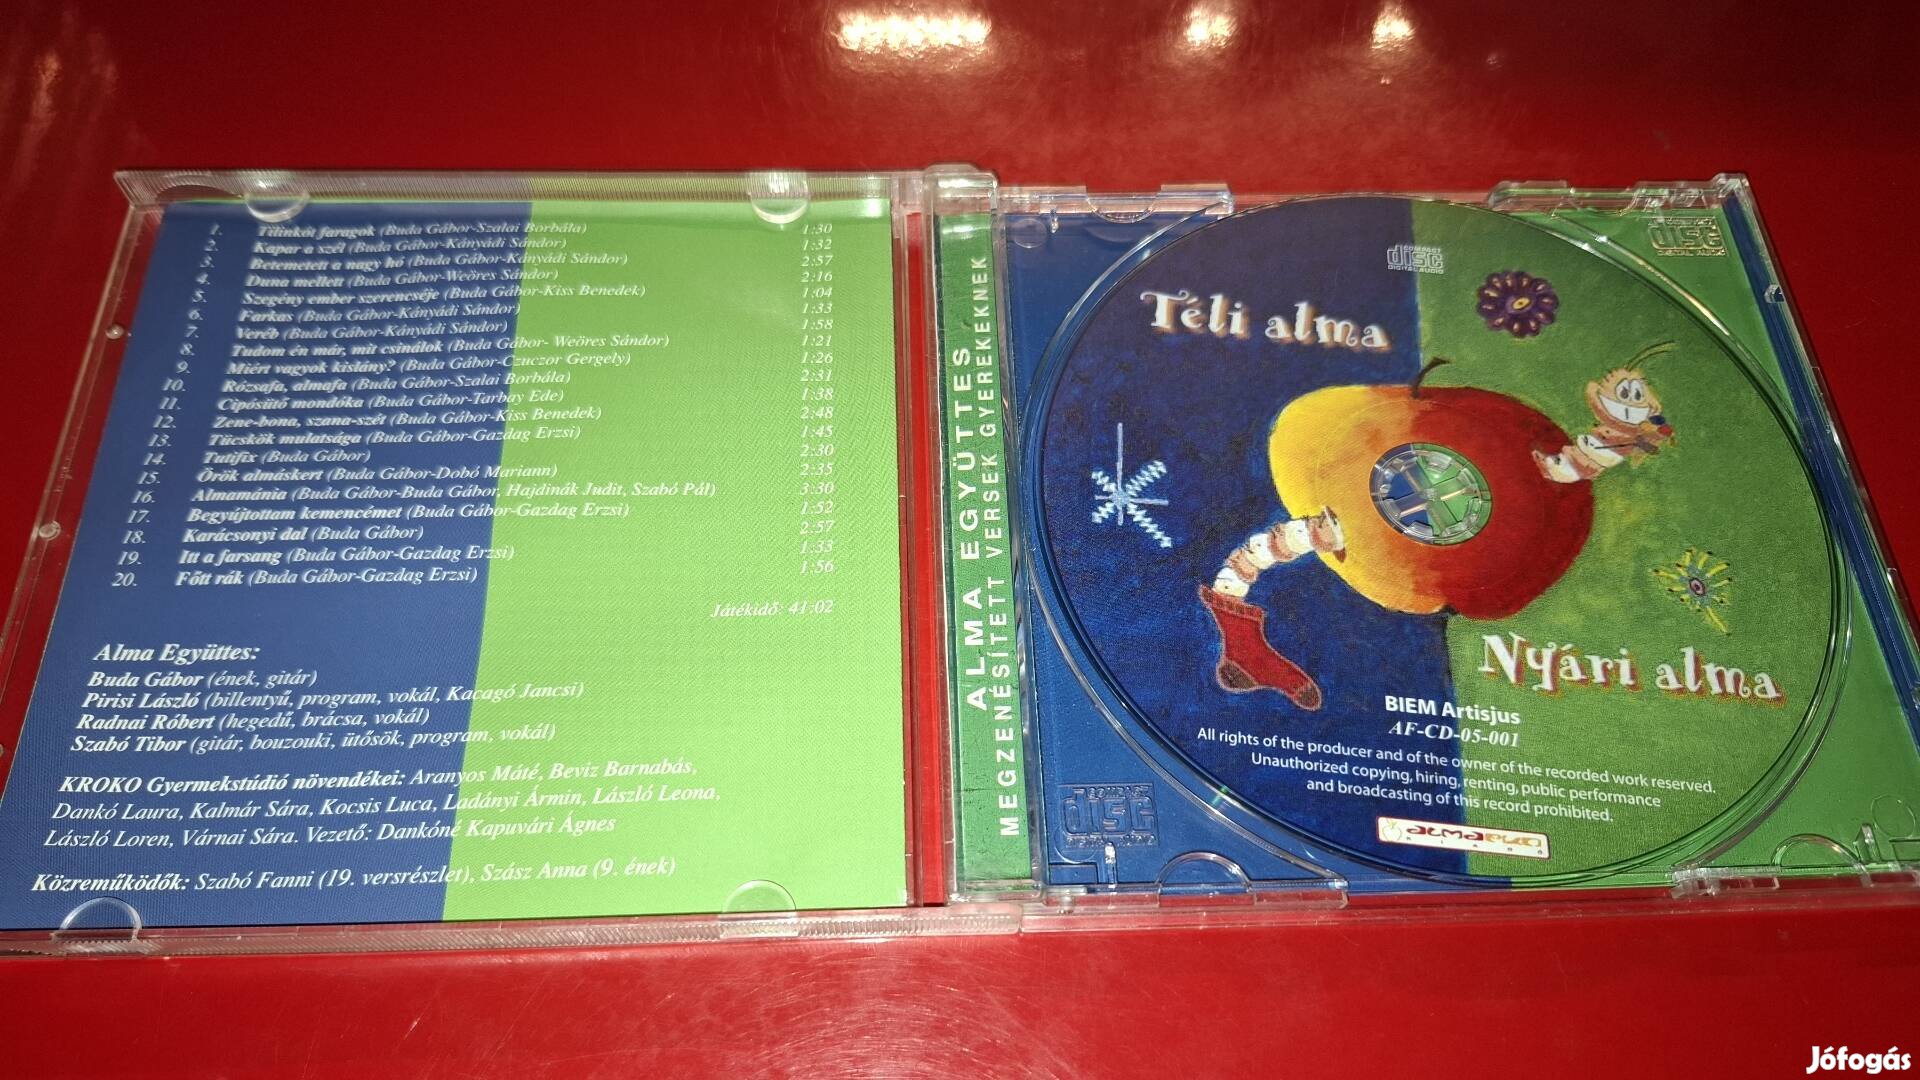 1. Tilinkót faragok (Buda Gábor-Szalai Borbála) 1:30
2. Kapar a szél (Buda Gábor-Kányádi Sándor) 1:32
3. Betemetett a nagy hó (Buda Gábor-Kányádi Sándor) 2:57
4. Duna mellett (Buda Gábor-Weöres Sándor) 2:16
5. Szegény ember szerencséje (Buda Gábor-Kiss Benedek) 1:04
6. Farkas (Buda Gábor-Kányádi Sándor) 1:33
7. Veréb (Buda Gábor-Kányádi Sándor) 1:58
8. Tudom én már, mit csinálok (Buda Gábor- Weöres Sándor) 1:21
9. Miért vagyok kislány? (Buda Gábor-Czuczor Gergely) 1:26
10. Rózsafa, almafa (Buda Gábor-Szalai Borbála) 2:31
11. Cipósütő mondóka (Buda Gábor-Tarbay Ede) 1:38
12. Zene-bona, szana-szét (Buda Gábor-Kiss Benedek) 2:48
13. Tücskök mulatsága (Buda Gábor-Gazdag Erzsi) 1:45
14. Tutifix (Buda Gábor) 2:30
15. Örök almáskert (Buda Gábor-Dobó Mariann) 2:35
16. Almamánia (Buda Gábor-Buda Gábor, Hajdinák Judit, Szabó Pál) 3:30
17. Begyújtottam kemencémet (Buda Gábor-Gazdag Erzsi) 1:52
18. Karácsonyi dal (Buda Gábor) 2:57
19. Itt a farsang (Buda Gábor-Gazdag Erzsi) 1:33
20. Főtt rák (Buda Gábor-Gazdag Erzsi) 1:56
Játékidő: 41:02
Alma Együttes:
Buda Gábor (ének, gitár)
Pirisi László (billentyű, program, vokál, Kacagó Jancsi)
Radnai Róbert (hegedű, brácsa, vokál)
Szabó Tibor (gitár, bouzouki, ütősök, program, vokál)
KROKO Gyermekstúdió növendékei: Aranyos Máté, Beviz Barnabás,
Dankó Laura, Kalmár Sára, Kocsis Luca, Ladányi Ármin, László Leona,
László Loren, Várnai Sára. Vezető: Dankóné Kapuvári Ágnes
Közreműködők: Szabó Fanni (19. versrészlet), Szász Anna (9. ének)
ALMA EGYÜTTES
MEGZENÉSÍTETT VERSEK GYEREKEKNEK
COMPACT
disc
DIGITAL AUDIO
Téli alma
Nyári alma
BIEM Artisjus
AF-CD-05-001
All rights of the producer and of the owner of the recorded work reserved.
Unauthorized copying, hiring, renting, public performance
and broadcasting of this record prohibited.
COMPACT
disc
DIGITAL AUDIO
COMPACT
disc
DIGITAL AUDIO
Jófogás